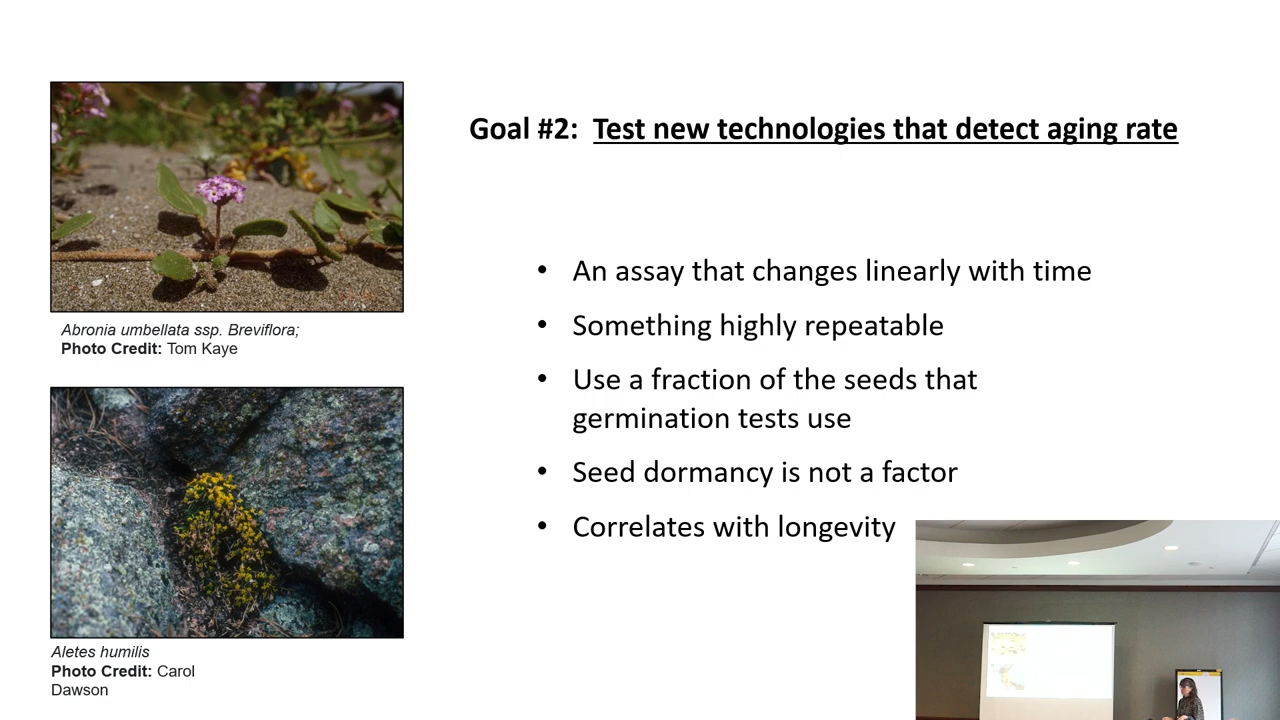 Goal #2: Test new technologies that detect aging rate
• An assay that changes linearly with time
• Something highly repeatable
• Use a fraction of the seeds that
germination tests use
• Seed dormancy is not a factor
• Correlates with longevity
Abronia umbellata ssp. Breviflora;
Photo Credit: Tom Kaye
Aletes humilis
Photo Credit: Carol
Dawson